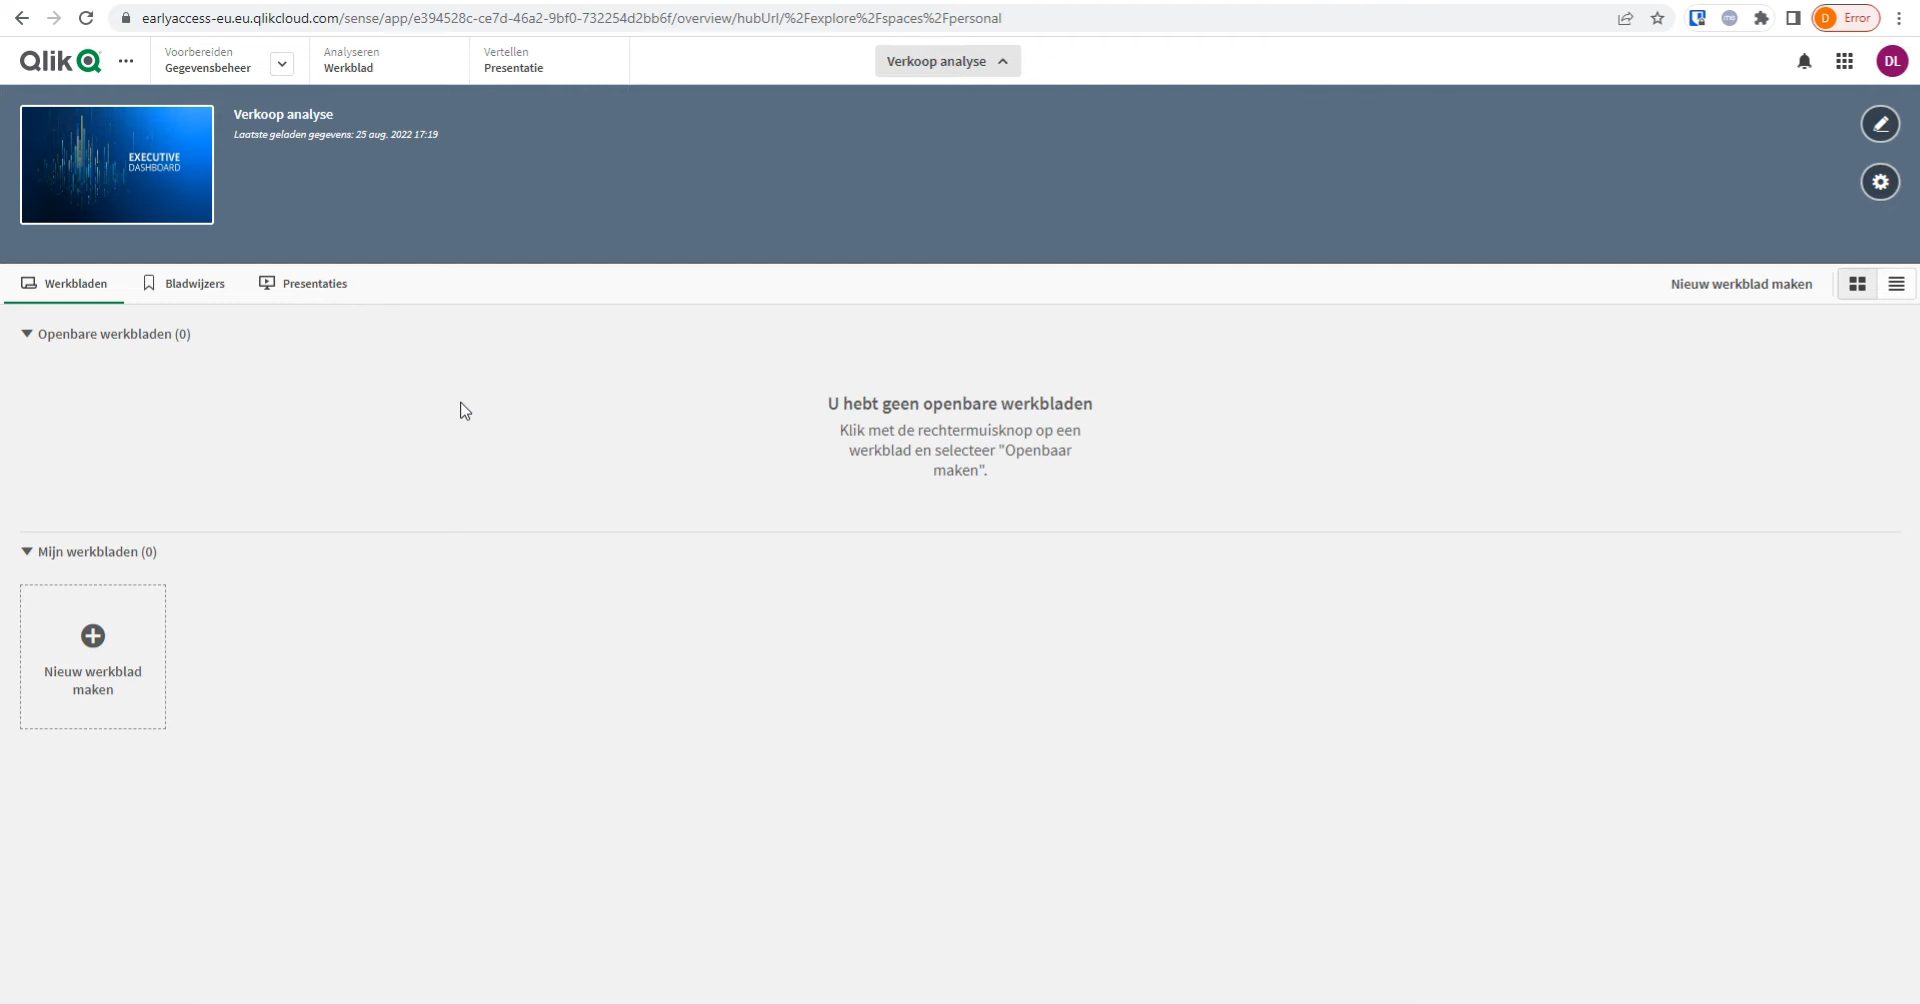 earlyaccess-eu.eu.qlikcloud.com/sense/app/e394528c-ce7d-46a2-9bf0-732254d2bb6f/overview/hubUrl/%2Fexplore%2Fspaces%2Fpersonal
D Error
Qlik
Voorbereiden
Gegevensbeheer
Analyseren
Werkblad
Vertellen
Presentatie
Verkoop analyse
DL
EXECUTIVE
DASHBOARD
Verkoop analyse
Laatste geladen gegevens: 25 aug. 2022 17:19
Werkbladen
Bladwijzers
Presentaties
Nieuw werkblad maken
Openbare werkbladen (0)
U hebt geen openbare werkbladen
Klik met de rechtermuisknop op een
werkblad en selecteer "Openbaar
maken".
Mijn werkbladen (0)
Nieuw werkblad
maken